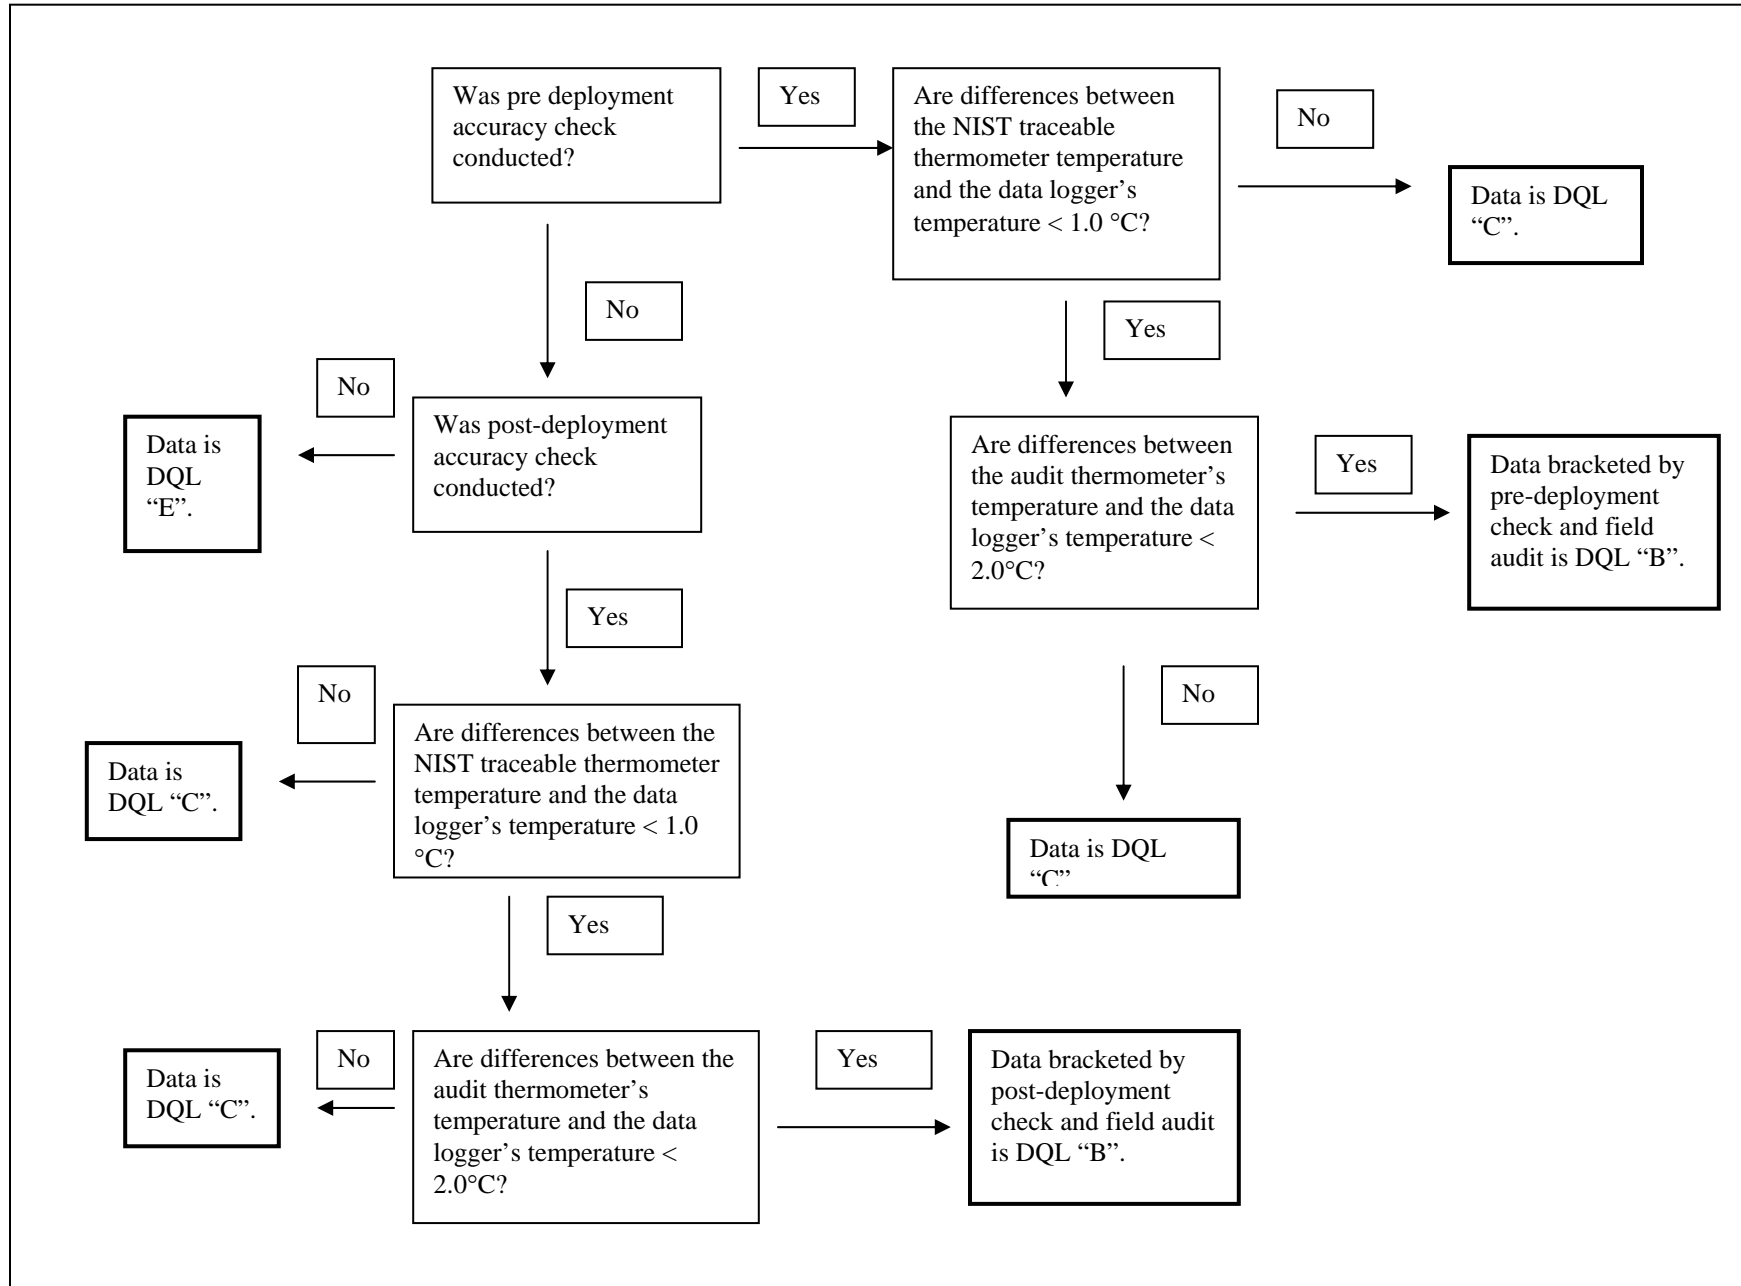 Was pre deployment
accuracy check
conducted?
Yes
Are differences between
the NIST traceable
thermometer temperature
and the data logger’s
temperature < 1.0 °C?
No
Data is DQL
“C”.
No
Yes
No
Data is
DQL
“E”.
Was post-deployment
accuracy check
conducted?
Are differences between
the audit thermometer’s
temperature and the data
logger’s temperature <
2.0°C?
Yes
Data bracketed by
pre-deployment
check and field
audit is DQL “B”.
Yes
No
No
Data is
DQL “C”.
Are differences between the
NIST traceable thermometer
temperature and the data
logger’s temperature < 1.0
°C?
Data is DQL
“C”
Yes
No
Data is
DQL “C”.
Are differences between the
audit thermometer’s
temperature and the data
logger’s temperature <
2.0°C?
Yes
Data bracketed by
post-deployment
check and field audit
is DQL “B”.